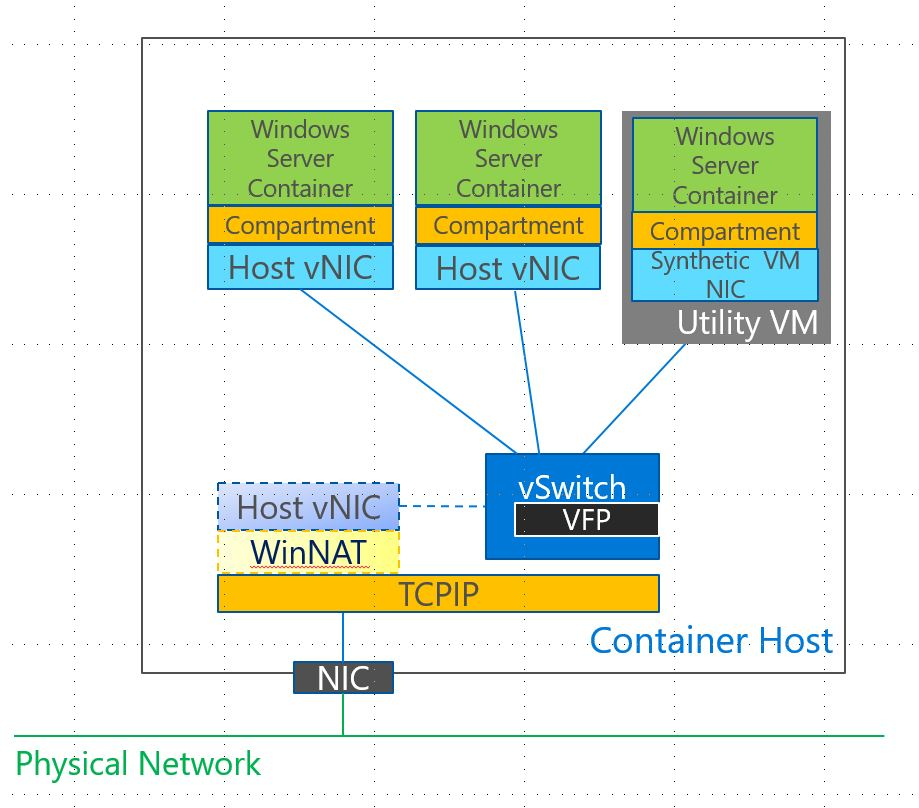 Windows
Server
Container
Compartment
Host vNIC
Windows
Server
Container
Compartment
Host vNIC
Windows
Server
Container
Compartment
Synthetic VM
NIC
Utility VM
vSwitch
VFP
Host vNIC
WinNAT
TCPIP
Container Host
NIC
Physical Network